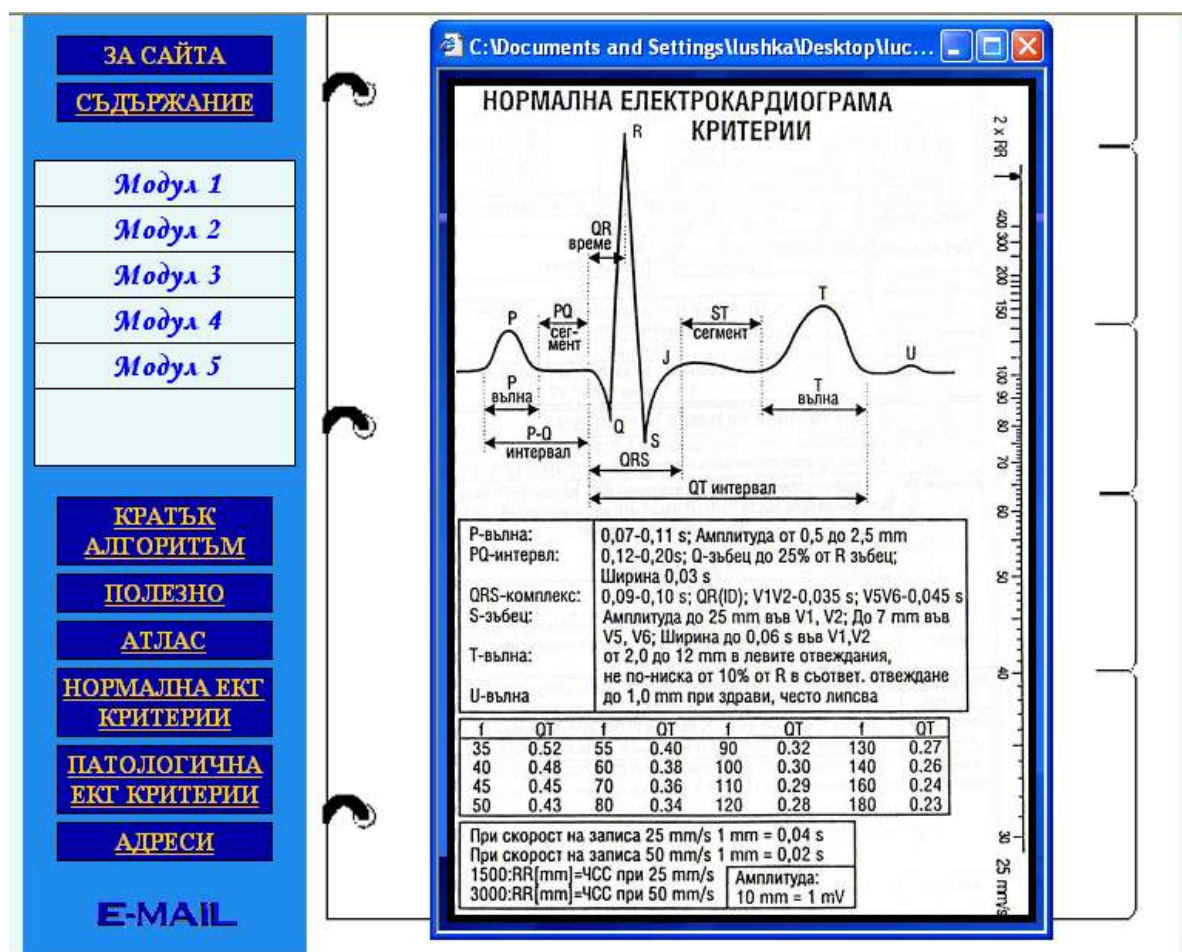 ЗА САЙТА
СЪДЪРЖАНИЕ
Модул 1
Модул 2
Модул 3
Модул 4
Модул 5
КРАТЪК
АЛГОРИТЪМ
ПОЛЕЗНО
АТЛАС
НОРМАЛНА ЕКГ
КРИТЕРИИ
ПАТОЛОГИЧНА
ЕКГ КРИТЕРИИ
АДРЕСИ
E-MAIL
C:\Documents and Settings\lushka\Desktop\luc...
НОРМАЛНА ЕЛЕКТРОКАРДИОГРАМА
КРИТЕРИИ
R
QR
време
P
PQ
сег-
мент
ST
сегмент
T
J
U
P
вълна
Q
S
T
вълна
P-Q
интервал
QRS
QT интервал
P-вълна: 0,07-0,11 s; Амплитуда от 0,5 до 2,5 mm
PQ-интервл: 0,12-0,20s; Q-зъбец до 25% от R зъбец;
Ширина 0,03 s
QRS-комплекс: 0,09-0,10 s; QR(ID); V1V2-0,035 s; V5V6-0,045 s
S-зъбец: Амплитуда до 25 mm във V1, V2; До 7 mm във
V5, V6; Ширина до 0,06 s във V1,V2
T-вълна: от 2,0 до 12 mm в левите отвеждания,
не по-ниска от 10% от R в съответ. отвеждане
U-вълна до 1,0 mm при здрави, често липсва
f QT f QT f QT f QT
35 0.52 55 0.40 90 0.32 130 0.27
40 0.48 60 0.38 100 0.30 140 0.26
45 0.45 70 0.36 110 0.29 160 0.24
50 0.43 80 0.34 120 0.28 180 0.23
При скорост на записа 25 mm/s 1 mm = 0,04 s
При скорост на записа 50 mm/s 1 mm = 0,02 s
1500:RR[mm]=ЧСС при 25 mm/s
3000:RR[mm]=ЧСС при 50 mm/s
Амплитуда:
10 mm = 1 mV
2 x RR
400 300 200 150 100 90 80 70 60 50 40 30 25 mm/s